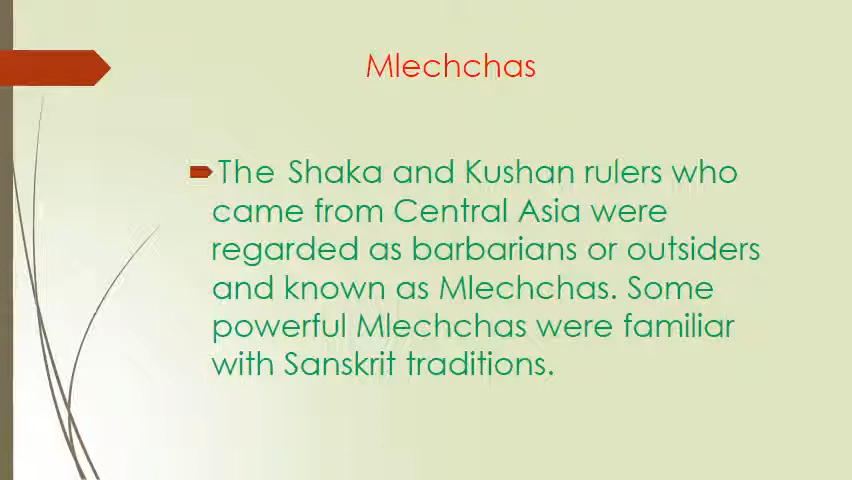 Mlechchas
The Shaka and Kushan rulers who
came from Central Asia were
regarded as barbarians or outsiders
and known as Mlechchas. Some
powerful Mlechchas were familiar
with Sanskrit traditions.